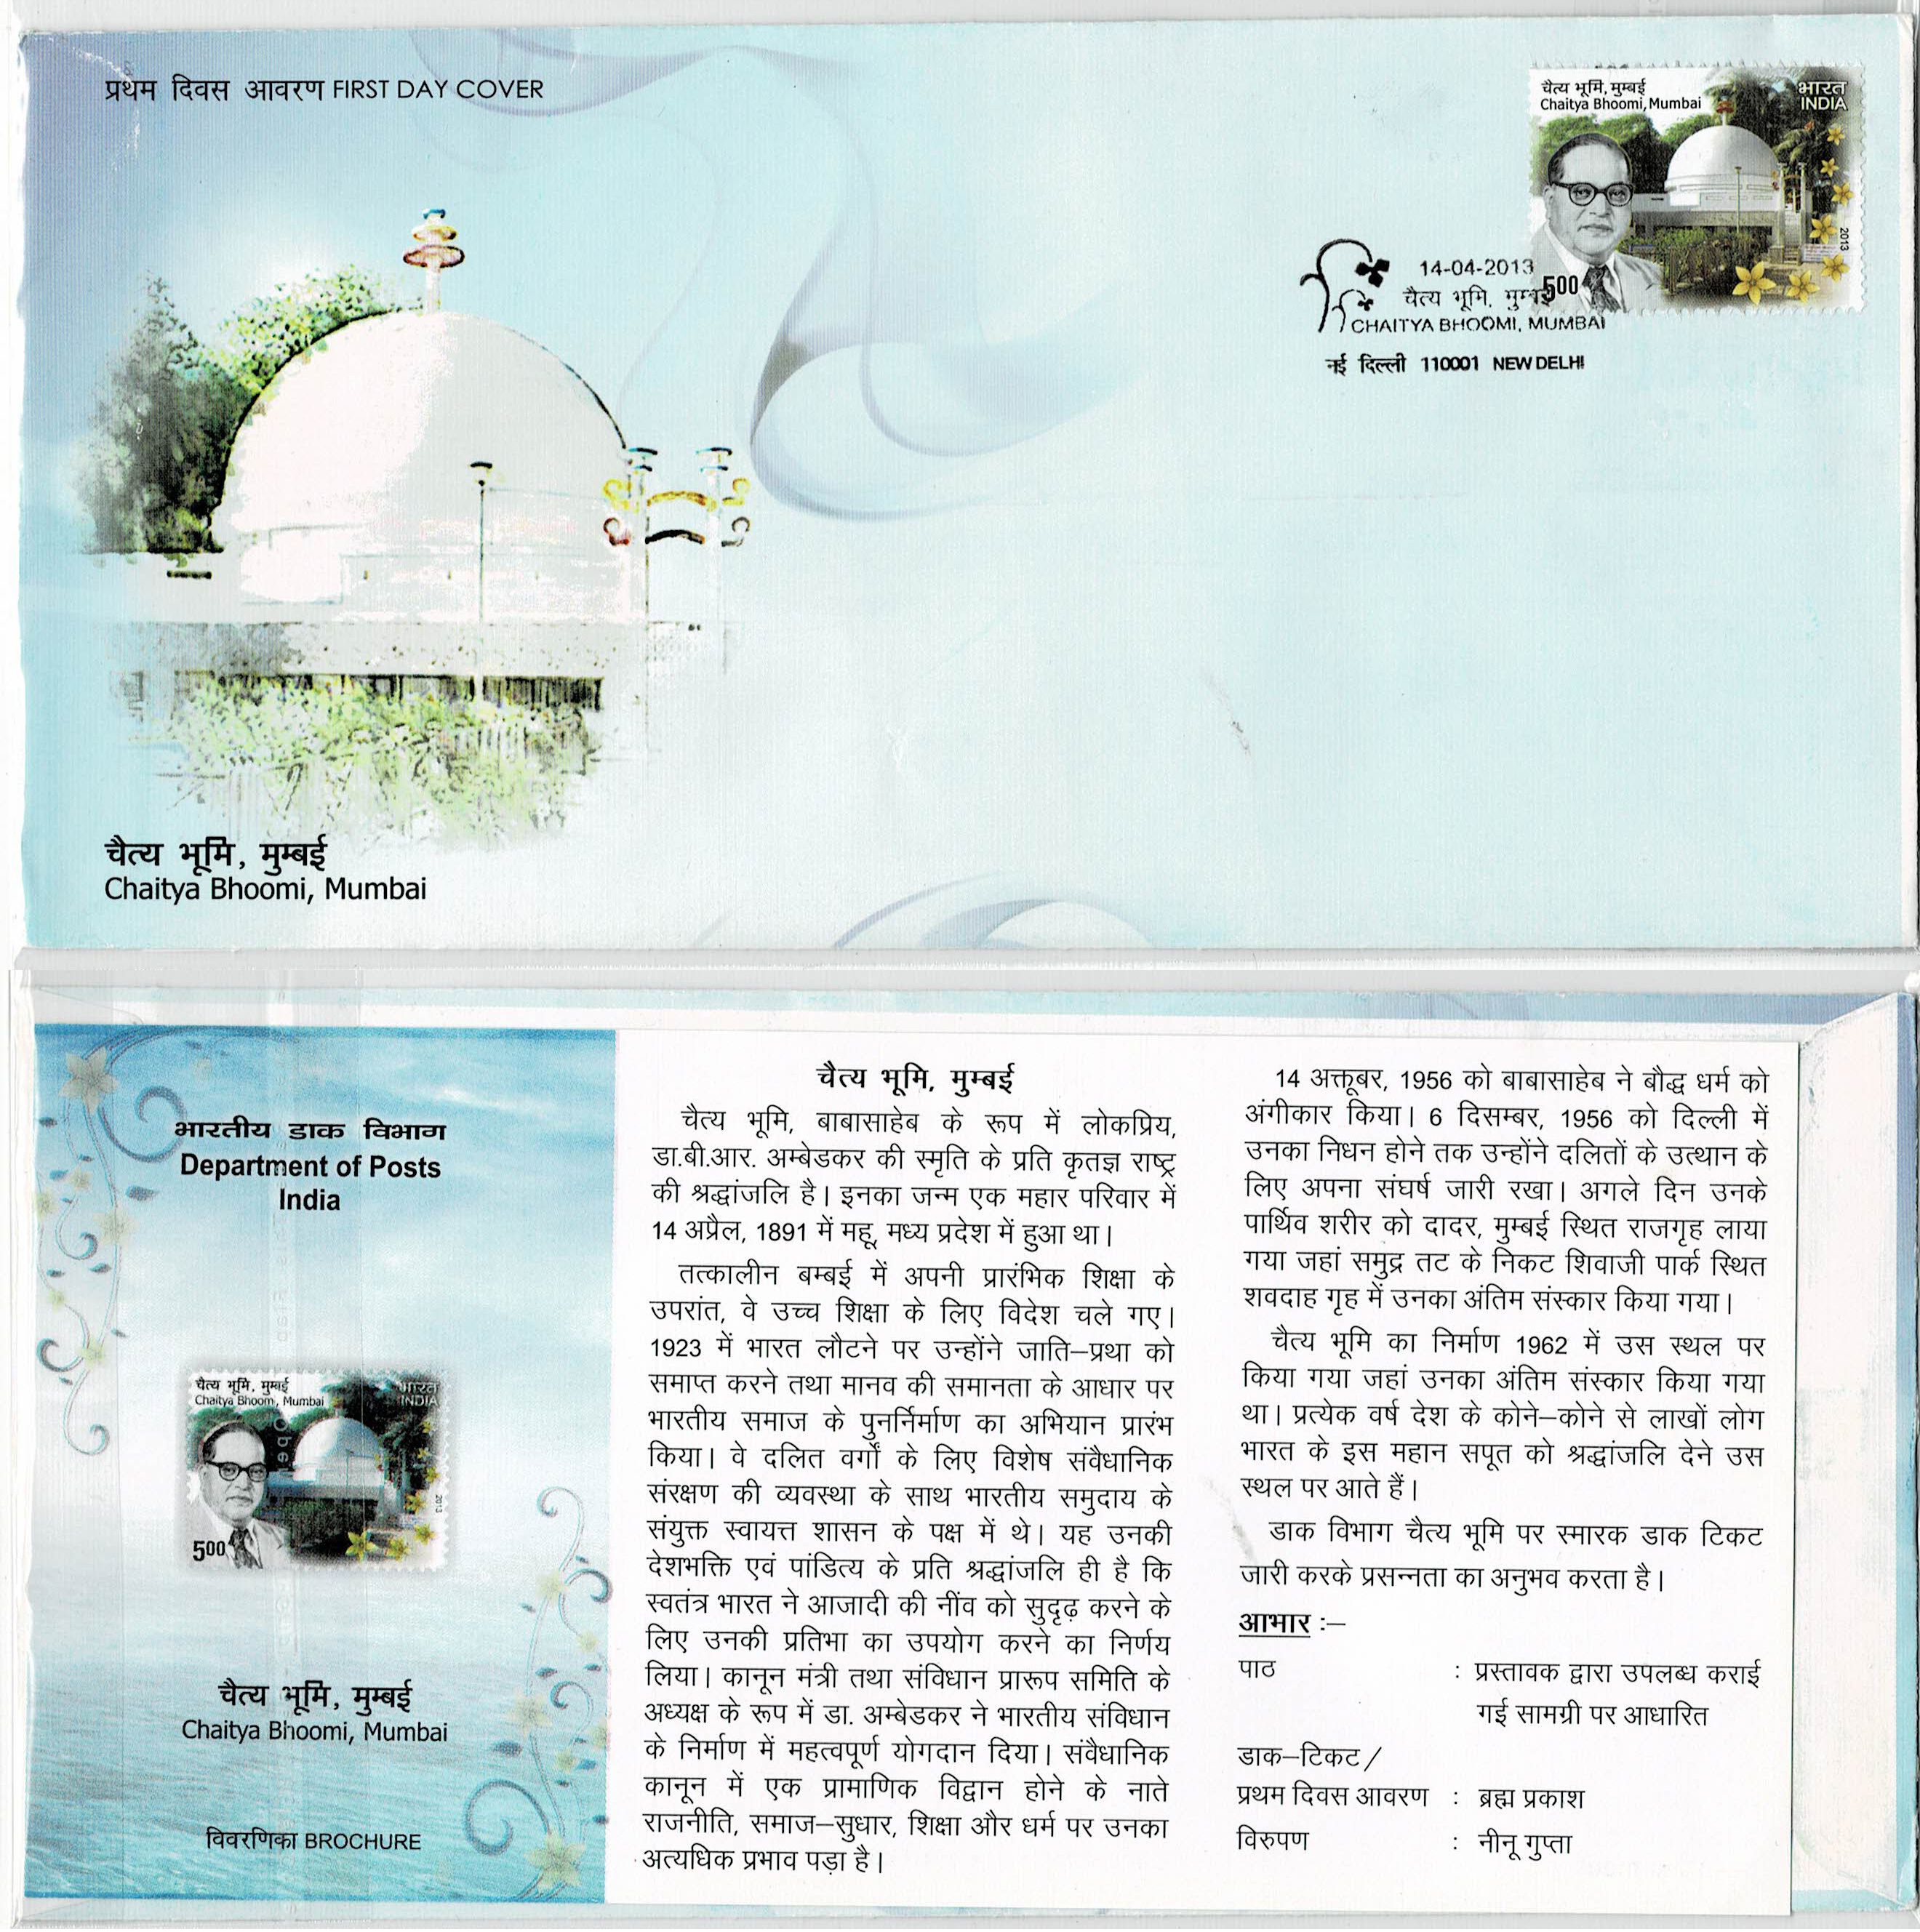 प्रथम दिवस आवरण FIRST DAY COVER
चैत्य भूमि, मुम्बई
Chaitya Bhoomi, Mumbai
भारत
INDIA
2013
500
14-04-2013
चैत्य भूमि, मुम्बई
CHAITYA BHOOMI, MUMBAI
नई दिल्ली 110001 NEW DELHI
चैत्य भूमि, मुम्बई
Chaitya Bhoomi, Mumbai
भारतीय डाक विभाग
Department of Posts
India
चैत्य भूमि, मुम्बई
Chaitya Bhoomi, Mumbai
भारत
INDIA
2013
500
चैत्य भूमि, मुम्बई
Chaitya Bhoomi, Mumbai
विवरणिका BROCHURE
चैत्य भूमि, मुम्बई
चैत्य भूमि, बाबासाहेब के रूप में लोकप्रिय,
डा.बी.आर. अम्बेडकर की स्मृति के प्रति कृतज्ञ राष्ट्र
की श्रद्धांजलि है। इनका जन्म एक महार परिवार में
14 अप्रैल, 1891 में महू, मध्य प्रदेश में हुआ था।
तत्कालीन बम्बई में अपनी प्रारंभिक शिक्षा के
उपरांत, वे उच्च शिक्षा के लिए विदेश चले गए।
1923 में भारत लौटने पर उन्होंने जाति–प्रथा को
समाप्त करने तथा मानव की समानता के आधार पर
भारतीय समाज के पुनर्निर्माण का अभियान प्रारंभ
किया। वे दलित वर्गों के लिए विशेष संवैधानिक
संरक्षण की व्यवस्था के साथ भारतीय समुदाय के
संयुक्त स्वायत्त शासन के पक्ष में थे। यह उनकी
देशभक्ति एवं पांडित्य के प्रति श्रद्धांजलि ही है कि
स्वतंत्र भारत ने आजादी की नींव को सुदृढ़ करने के
लिए उनकी प्रतिभा का उपयोग करने का निर्णय
लिया। कानून मंत्री तथा संविधान प्रारूप समिति के
अध्यक्ष के रूप में डा. अम्बेडकर ने भारतीय संविधान
के निर्माण में महत्वपूर्ण योगदान दिया। संवैधानिक
कानून में एक प्रामाणिक विद्वान होने के नाते
राजनीति, समाज–सुधार, शिक्षा और धर्म पर उनका
अत्यधिक प्रभाव पड़ा है।
14 अक्तूबर, 1956 को बाबासाहेब ने बौद्ध धर्म को
अंगीकार किया। 6 दिसम्बर, 1956 को दिल्ली में
उनका निधन होने तक उन्होंने दलितों के उत्थान के
लिए अपना संघर्ष जारी रखा। अगले दिन उनके
पार्थिव शरीर को दादर, मुम्बई स्थित राजगृह लाया
गया जहां समुद्र तट के निकट शिवाजी पार्क स्थित
शवदाह गृह में उनका अंतिम संस्कार किया गया।
चैत्य भूमि का निर्माण 1962 में उस स्थल पर
किया गया जहां उनका अंतिम संस्कार किया गया
था। प्रत्येक वर्ष देश के कोने–कोने से लाखों लोग
भारत के इस महान सपूत को श्रद्धांजलि देने उस
स्थल पर आते हैं।
डाक विभाग चैत्य भूमि पर स्मारक डाक टिकट
जारी करके प्रसन्नता का अनुभव करता है।
आभार :–
पाठ : प्रस्तावक द्वारा उपलब्ध कराई
गई सामग्री पर आधारित
डाक–टिकट/
प्रथम दिवस आवरण : ब्रह्म प्रकाश
विरुपण : नीनू गुप्ता